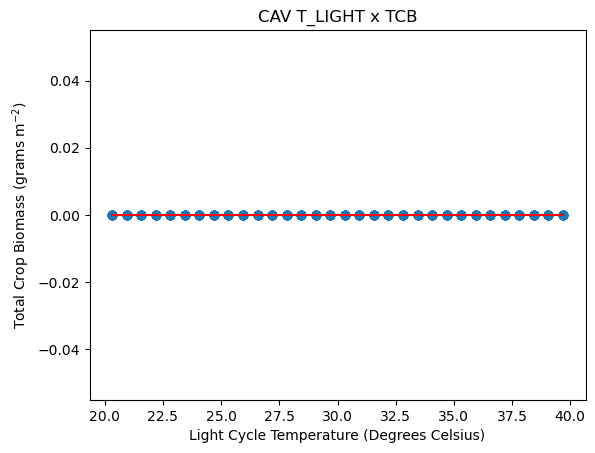 CAV T_LIGHT x TCB
Total Crop Biomass (grams m⁻²)
0.04
0.02
0.00
−0.02
−0.04
20.0 22.5 25.0 27.5 30.0 32.5 35.0 37.5 40.0
Light Cycle Temperature (Degrees Celsius)